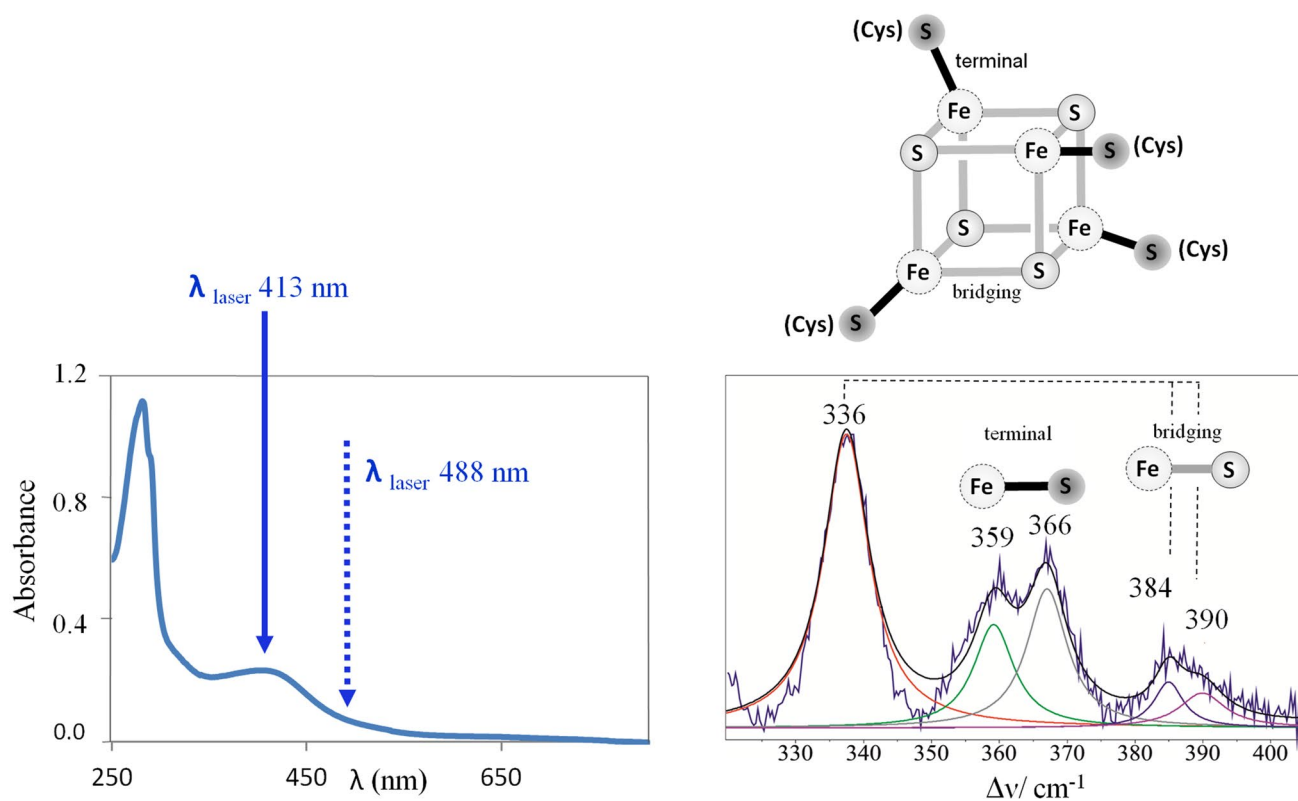 (Cys) S
terminal
Fe S
S Fe S (Cys)
S Fe
S (Cys)
Fe S
bridging
(Cys) S
λ laser 413 nm
λ laser 488 nm
Absorbance
1.2
0.8
0.4
0.0
250 450 650
λ (nm)
336
terminal
bridging
Fe S
Fe S
359
366
384
390
330 340 350 360 370 380 390 400
Δν/ cm-1